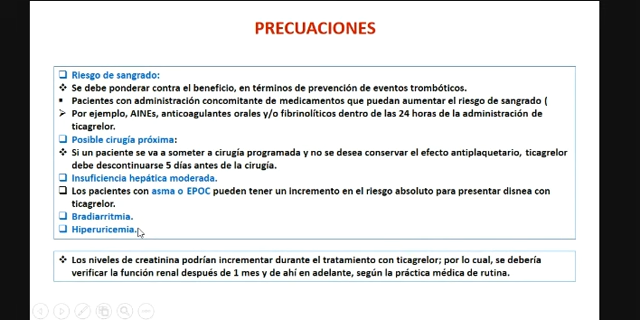 PRECUACIONES
Riesgo de sangrado:
Se debe ponderar contra el beneficio, en términos de prevención de eventos trombóticos.
Pacientes con administración concomitante de medicamentos que puedan aumentar el riesgo de sangrado (
Por ejemplo, AINEs, anticoagulantes orales y/o fibrinolíticos dentro de las 24 horas de la administración de
ticagrelor.
Posible cirugía próxima:
Si un paciente se va a someter a cirugía programada y no se desea conservar el efecto antiplaquetario, ticagrelor
debe descontinuarse 5 días antes de la cirugía.
Insuficiencia hepática moderada.
Los pacientes con asma o EPOC pueden tener un incremento en el riesgo absoluto para presentar disnea con
ticagrelor.
Bradiarritmia.
Hiperuricemia.
Los niveles de creatinina podrían incrementar durante el tratamiento con ticagrelor; por lo cual, se debería
verificar la función renal después de 1 mes y de ahí en adelante, según la práctica médica de rutina.